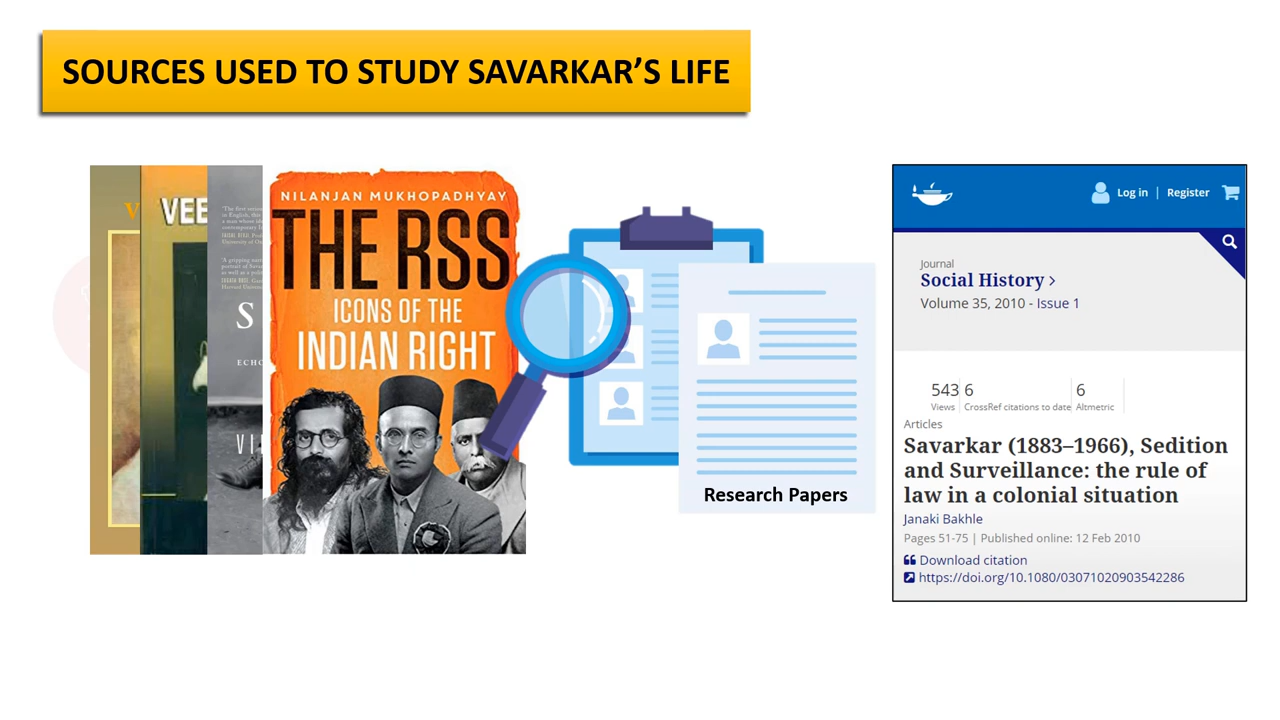 SOURCES USED TO STUDY SAVARKAR'S LIFE
V
VEE
S
ECHO
VI
NILANJAN MUKHOPADHYAY
THE RSS
ICONS OF THE
INDIAN RIGHT
Research Papers
Log in | Register
Journal
Social History >
Volume 35, 2010 - Issue 1
543 6 6
Views CrossRef citations to date Altmetric
Articles
Savarkar (1883–1966), Sedition
and Surveillance: the rule of
law in a colonial situation
Janaki Bakhle
Pages 51-75 | Published online: 12 Feb 2010
Download citation
https://doi.org/10.1080/03071020903542286